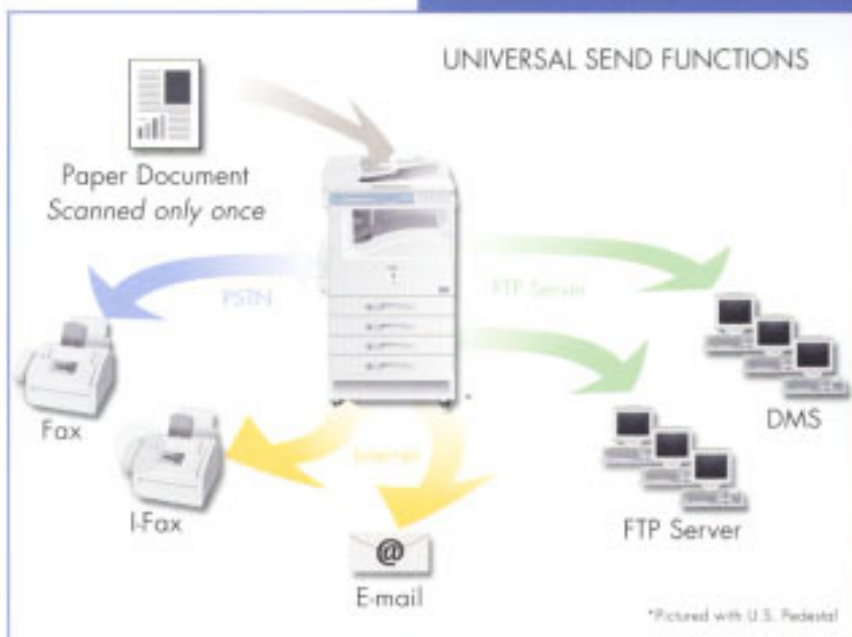 UNIVERSAL SEND FUNCTIONS
Paper Document
Scanned only once
PSTN
FTP Server
Fax
I-Fax
Internet
@
E-mail
DMS
FTP Server
*Pictured with U.S. Pedestal